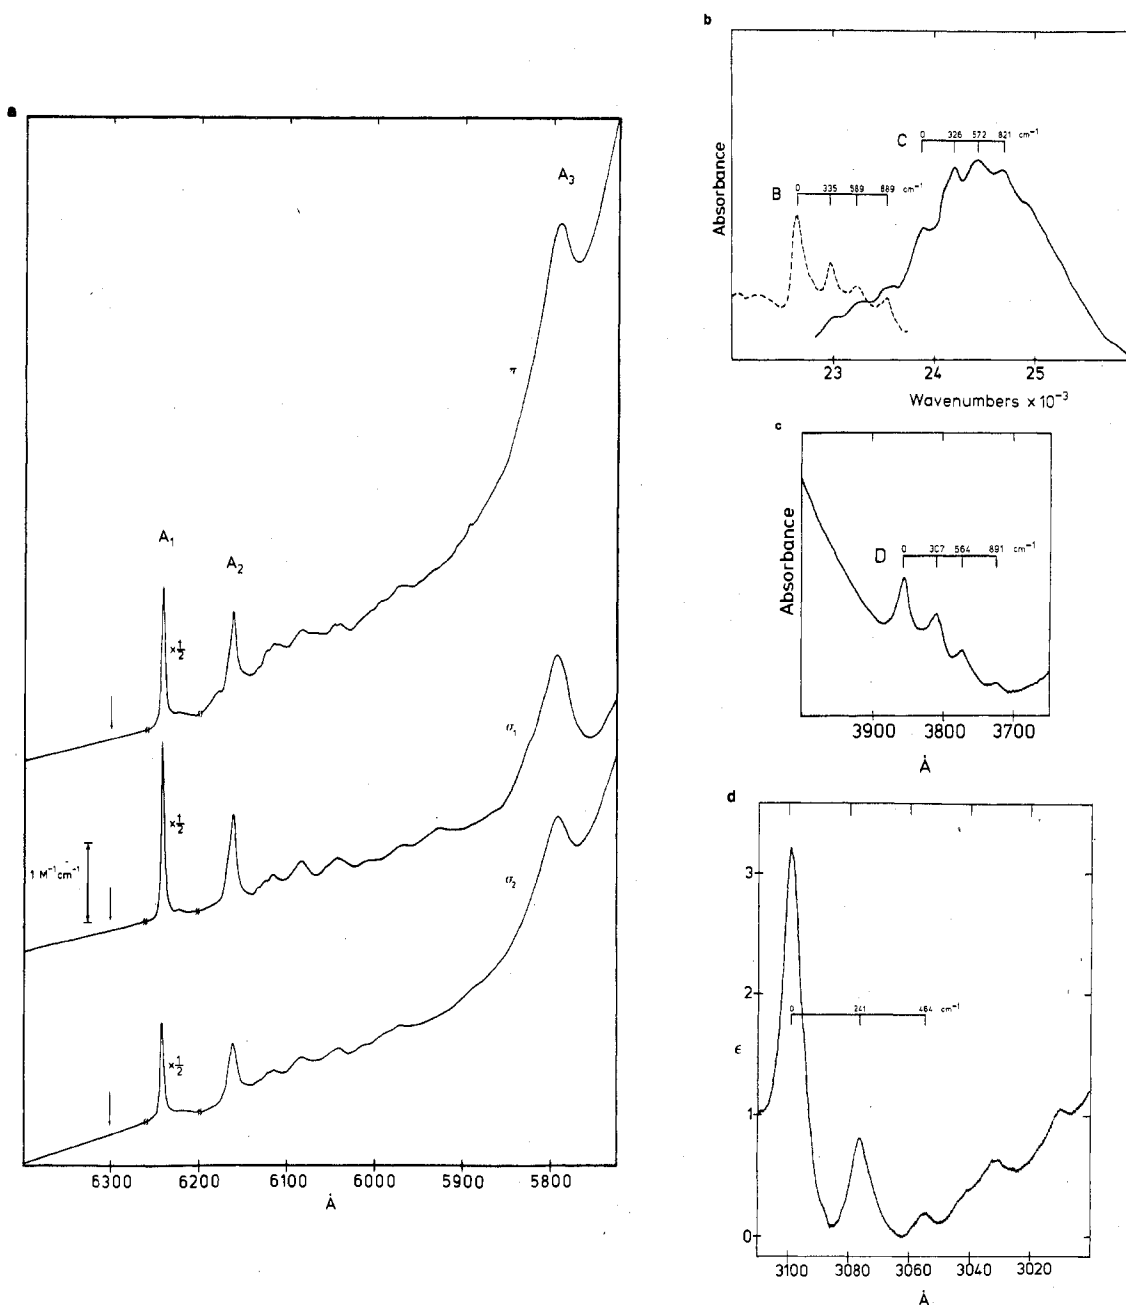 a
A₁
×½
A₂
A₃
π
×½
σ₁
1 M⁻¹cm⁻¹
×½
σ₂
6300 6200 6100 6000 5900 5800
Å
b
Absorbance
B
0 335 589 889 cm⁻¹
C
0 326 572 821 cm⁻¹
23 24 25
Wavenumbers × 10⁻³
c
Absorbance
D
0 307 564 891 cm⁻¹
3900 3800 3700
Å
d
3
2
1
0
ϵ
0 241 464 cm⁻¹
3100 3080 3060 3040 3020
Å